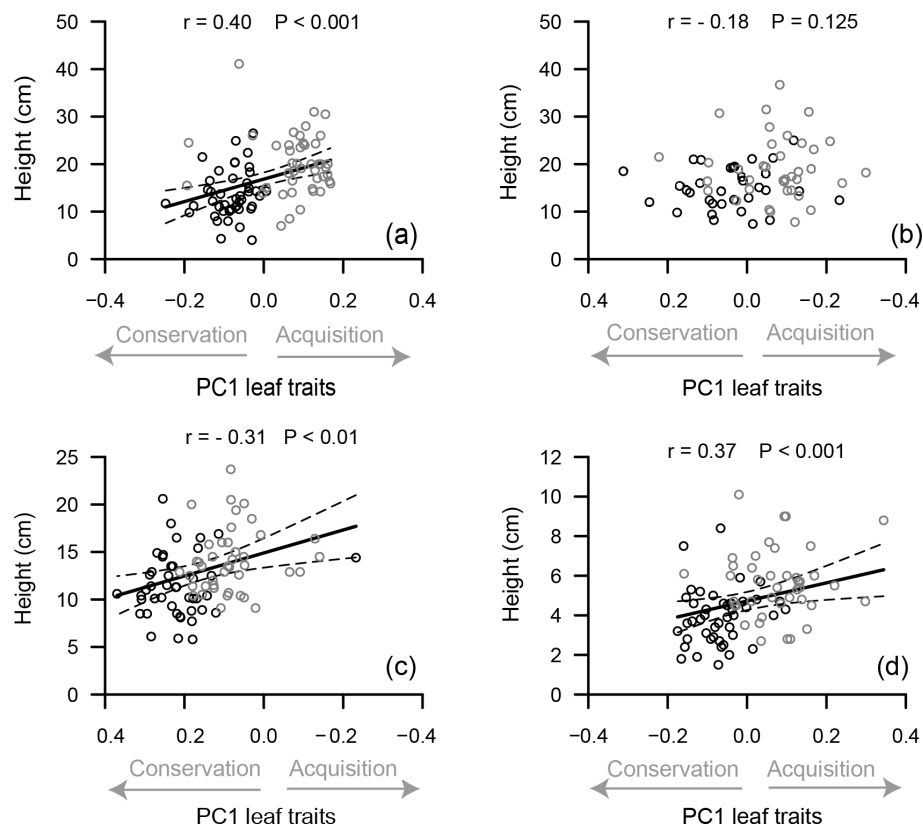 r = 0.40 P < 0.001
50
40
30
20
10
0
Height (cm)
(a)
−0.4 −0.2 0.0 0.2 0.4
Conservation Acquisition
PC1 leaf traits
r = - 0.18 P = 0.125
50
40
30
20
10
0
Height (cm)
(b)
0.4 0.2 0.0 −0.2 −0.4
Conservation Acquisition
PC1 leaf traits
r = - 0.31 P < 0.01
25
20
15
10
5
0
Height (cm)
(c)
0.4 0.2 0.0 −0.2 −0.4
Conservation Acquisition
PC1 leaf traits
r = 0.37 P < 0.001
12
10
8
6
4
2
0
Height (cm)
(d)
−0.4 −0.2 0.0 0.2 0.4
Conservation Acquisition
PC1 leaf traits